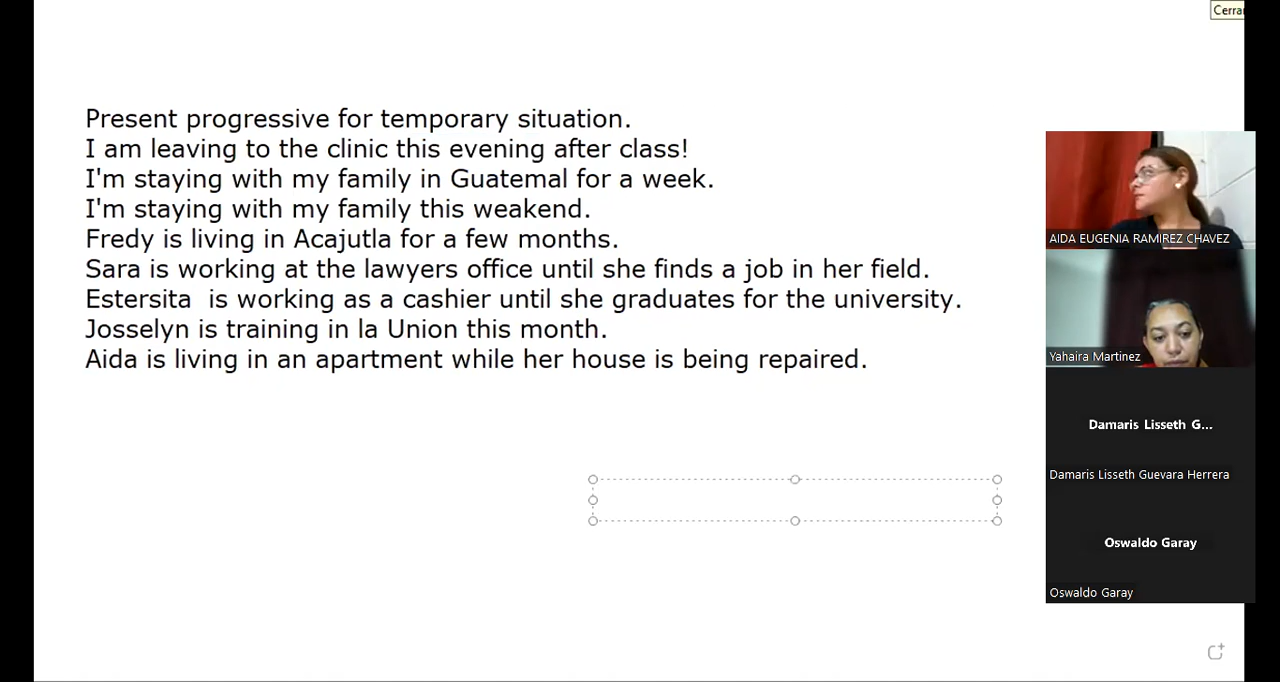 Cerrar
Present progressive for temporary situation.
I am leaving to the clinic this evening after class!
I'm staying with my family in Guatemal for a week.
I'm staying with my family this weakend.
Fredy is living in Acajutla for a few months.
Sara is working at the lawyers office until she finds a job in her field.
Estersita  is working as a cashier until she graduates for the university.
Josselyn is training in la Union this month.
Aida is living in an apartment while her house is being repaired.
AIDA EUGENIA RAMIREZ CHAVEZ
Yahaira Martinez
Damaris Lisseth G...
Damaris Lisseth Guevara Herrera
Oswaldo Garay
Oswaldo Garay